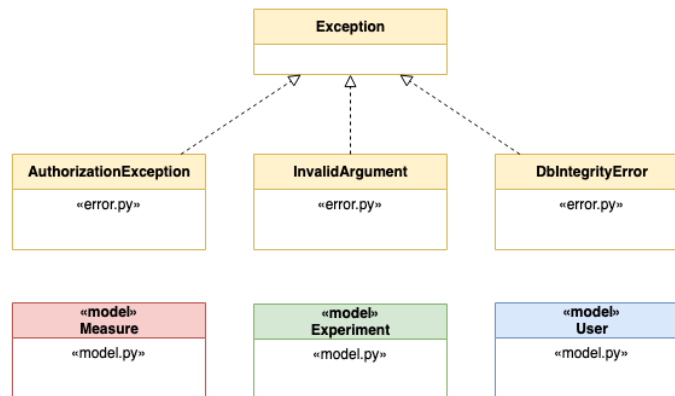 Exception
AuthorizationException
InvalidArgument
DbIntegrityError
«error.py»
«error.py»
«error.py»
«model»
Measure
«model»
Experiment
«model»
User
«model.py»
«model.py»
«model.py»